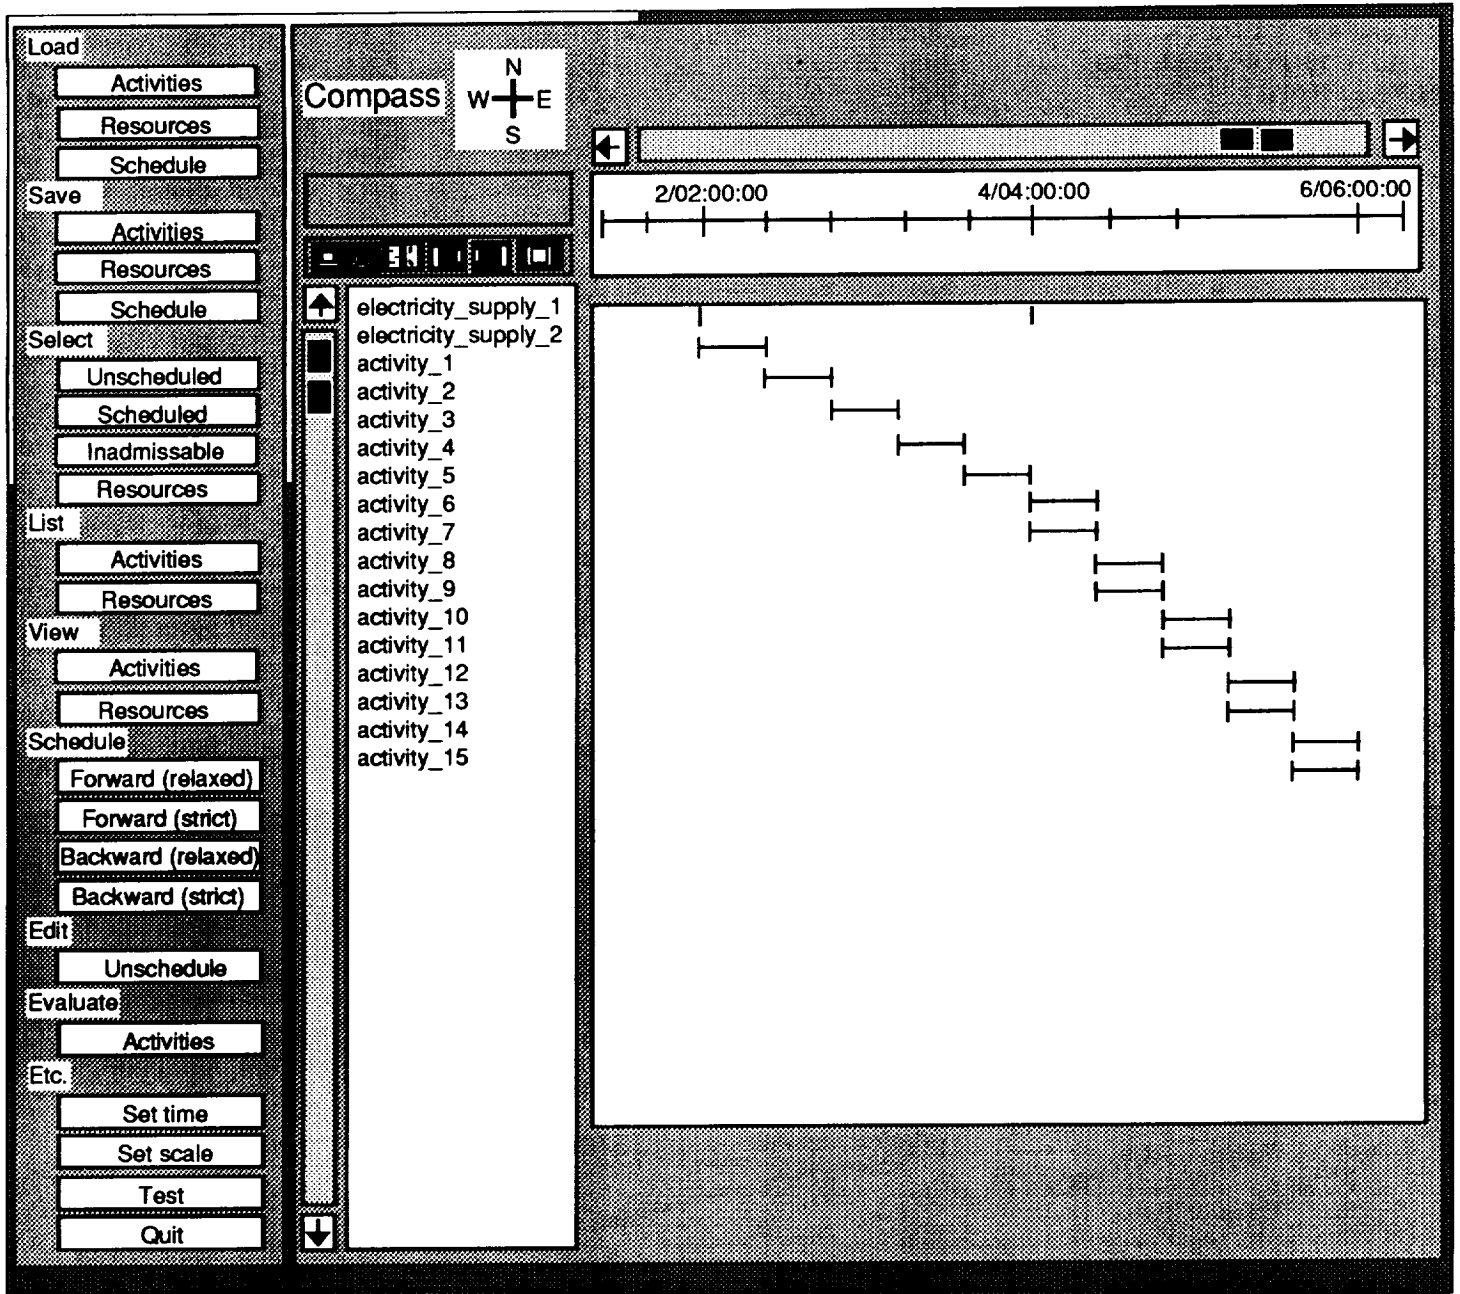 Load
Activities
Resources
Schedule
Save
Activities
Resources
Schedule
Select
Unscheduled
Scheduled
Inadmissable
Resources
List
Activities
Resources
View
Activities
Resources
Schedule
Forward (relaxed)
Forward (strict)
Backward (relaxed)
Backward (strict)
Edit
Unschedule
Evaluate
Activities
Etc.
Set time
Set scale
Test
Quit
Compass
N
W E
S
2/02:00:00 4/04:00:00 6/06:00:00
electricity_supply_1
electricity_supply_2
activity_1
activity_2
activity_3
activity_4
activity_5
activity_6
activity_7
activity_8
activity_9
activity_10
activity_11
activity_12
activity_13
activity_14
activity_15